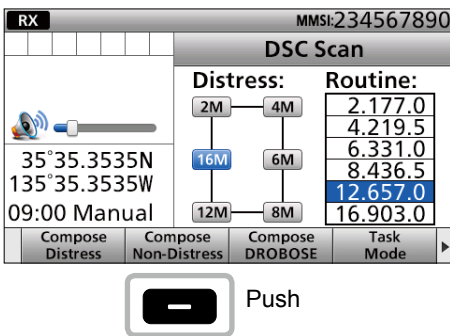 RX
MMSI:234567890
DSC Scan
Distress:
2M 4M
16M 6M
12M 8M
Routine:
2.177.0
4.219.5
6.331.0
8.436.5
12.657.0
16.903.0
35°35.3535N
135°35.3535W
09:00 Manual
Compose Distress
Compose Non-Distress
Compose DROBOSE
Task Mode
Push